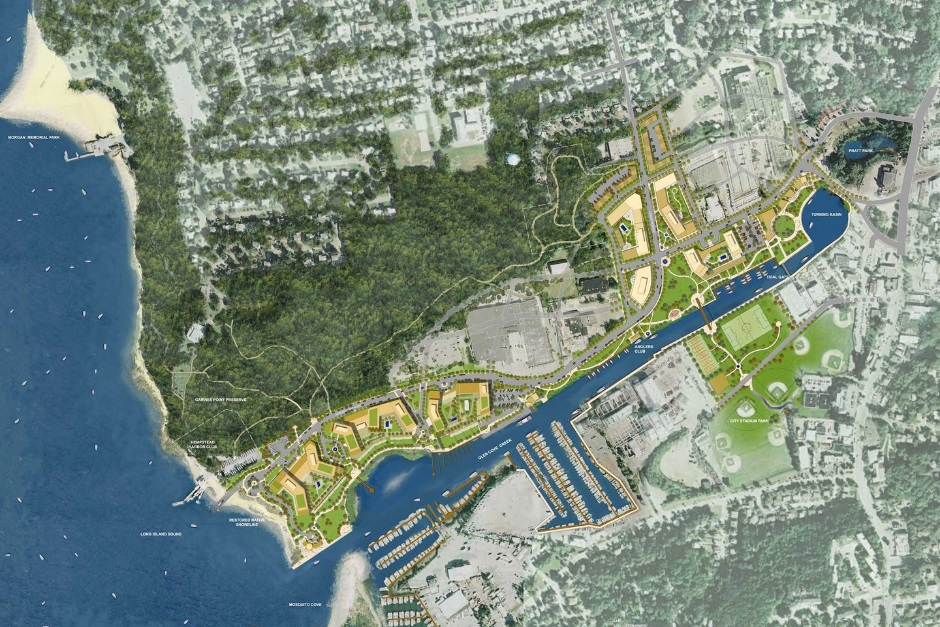 MORGAN MEMORIAL PARK
PRATT PARK
TURNING BASIN
ANGLERS
CLUB
GARVIES POINT PRESERVE
CITY STADIUM PARK
HEMPSTEAD
HARBOR CLUB
GLEN COVE CREEK
RESTORED NATIVE
SHORELINE
LONG ISLAND SOUND
MOSQUITO COVE